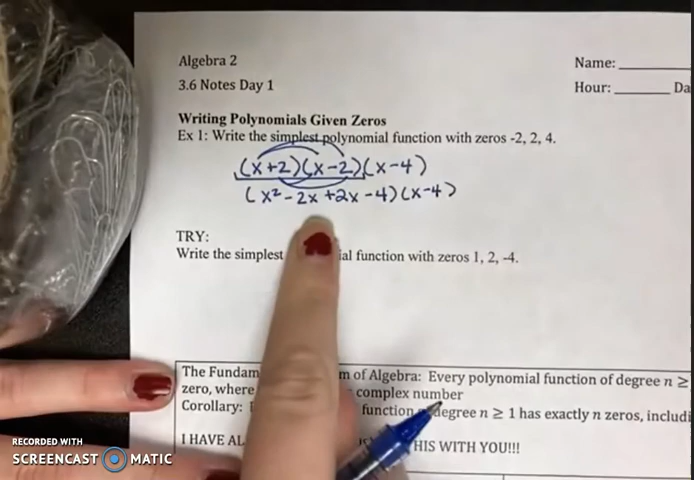 Algebra 2
Name:
3.6 Notes Day 1
Hour: Da
Writing Polynomials Given Zeros
Ex 1: Write the simplest polynomial function with zeros -2, 2, 4.
(x+2)(x-2)(x-4)
(x² - 2x + 2x - 4)(x-4)
TRY:
Write the simplest ial function with zeros 1, 2, -4.
The Fundam m of Algebra: Every polynomial function of degree n ≥
zero, where complex number
Corollary: function degree n ≥ 1 has exactly n zeros, includi
I HAVE AL HIS WITH YOU!!!
RECORDED WITH
SCREENCAST MATIC